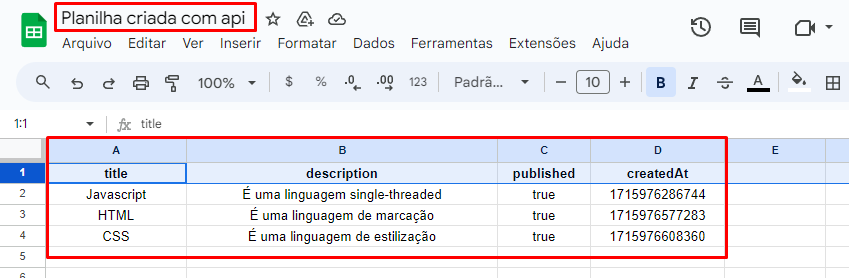 Planilha criada com api
Arquivo Editar Ver Inserir Formatar Dados Ferramentas Extensões Ajuda
100% $ % .0 .00 123 Padrã... − 10 + B I S A
1:1 fx title
A B C D E
1 title description published createdAt
2 Javascript É uma linguagem single-threaded true 1715976286744
3 HTML É uma linguagem de marcação true 1715976577283
4 CSS É uma linguagem de estilização true 1715976608360
5
6